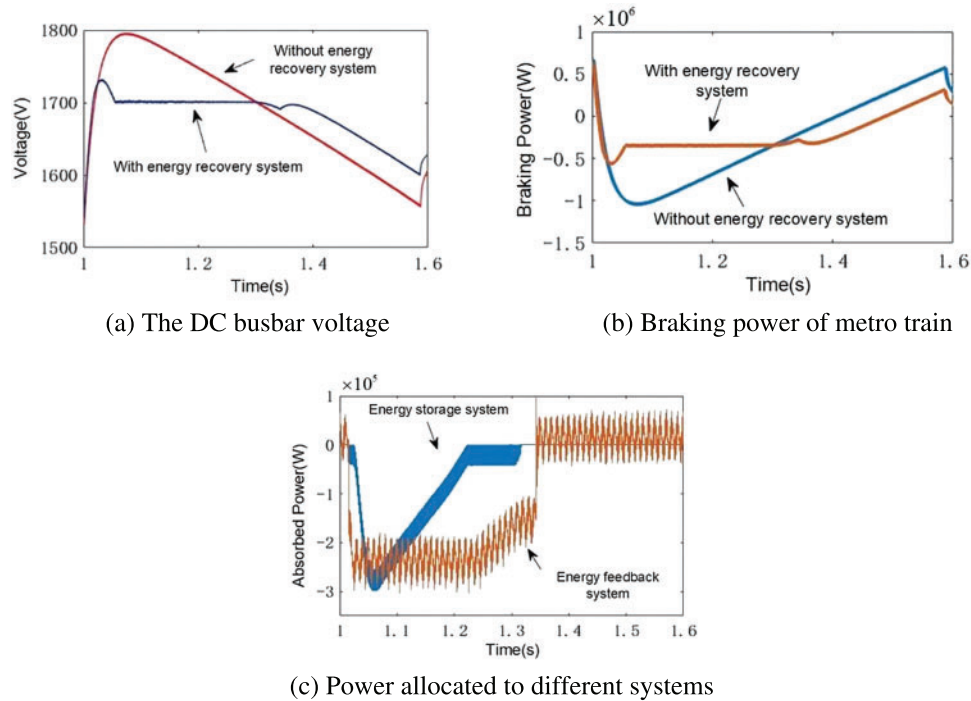 1800
1700
1600
1500
Voltage(V)
Without energy
recovery system
With energy recovery system
1
1.2
1.4
1.6
Time(s)
(a) The DC busbar voltage
×10⁶
1
0.5
0
-0.5
-1
-1.5
Braking Power(W)
With energy recovery
system
Without energy recovery system
1
1.2
1.4
1.6
Time(s)
(b) Braking power of metro train
×10⁵
1
0
-1
-2
-3
Absorbed Power(W)
Energy storage system
Energy feedback
system
1
1.1
1.2
1.3
1.4
1.5
1.6
Time(s)
(c) Power allocated to different systems